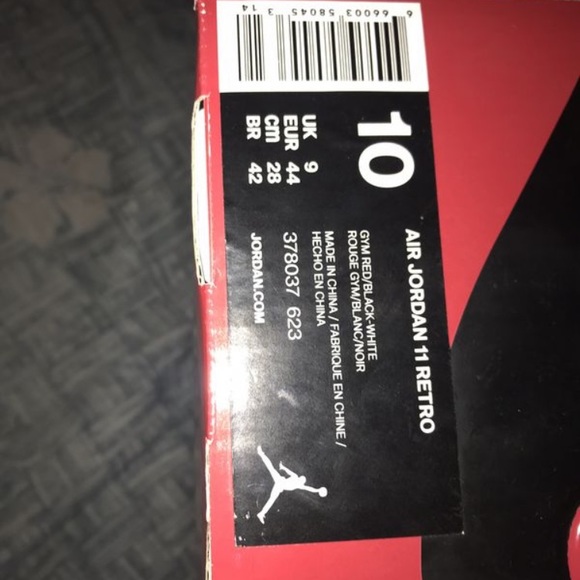 6 66003 58045 3 14
10
UK 9
EUR 44
cm 28
BR 42
AIR JORDAN 11 RETRO
GYM RED/BLACK-WHITE
ROUGE GYM/BLANC/NOIR
MADE IN CHINA / FABRIQUE EN CHINE /
HECHO EN CHINA
378037 623
JORDAN.COM